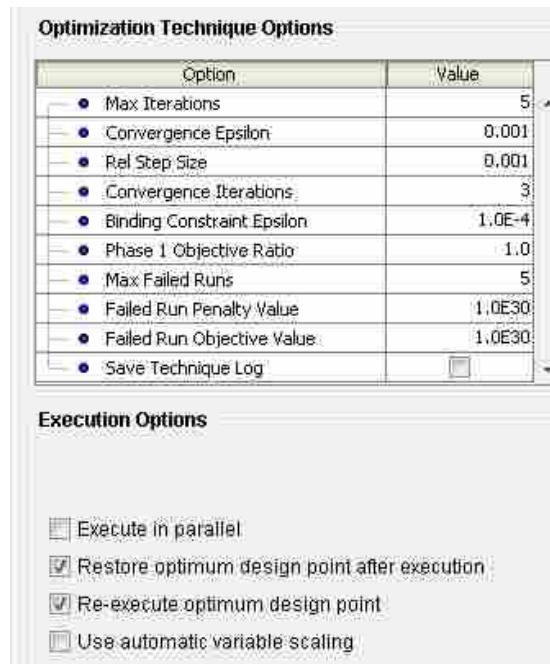 Optimization Technique Options
Option Value
Max Iterations 5
Convergence Epsilon 0.001
Rel Step Size 0.001
Convergence Iterations 3
Binding Constraint Epsilon 1.0E-4
Phase 1 Objective Ratio 1.0
Max Failed Runs 5
Failed Run Penalty Value 1.0E30
Failed Run Objective Value 1.0E30
Save Technique Log
Execution Options
Execute in parallel
Restore optimum design point after execution
Re-execute optimum design point
Use automatic variable scaling